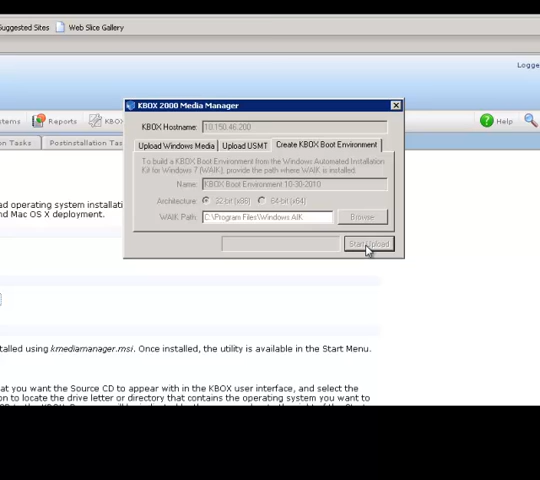 Suggested Sites
Web Slice Gallery
Logge
KBOX 2000 Media Manager
tems
Reports
KBO
Help
KBOX Hostname:
10.150.46.200
on Tasks
Postinstallation Tas
Upload Windows Media
Upload USMT
Create KBOX Boot Environment
To build a KBOX Boot Environment from the Windows Automated Installation
Kit for Windows 7 (WAIK), provide the path where WAIK is installed.
Name:
KBOX Boot Environment 10-30-2010
Architecture
32-bit (x86)
64-bit (x64)
WAIK Path:
C:\Program Files\Windows AIK
Browse
Start Upload
ad operating system installati
nd Mac OS X deployment.
talled using kmediamanager.msi. Once installed, the utility is available in the Start Menu.
at you want the Source CD to appear with in the KBOX user interface, and select the
on to locate the drive letter or directory that contains the operating system you want to